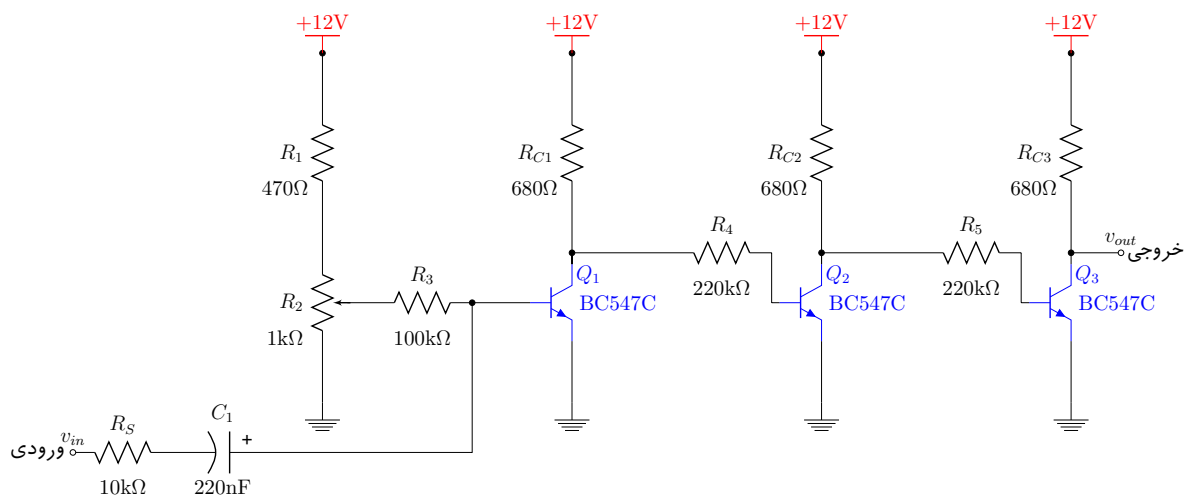 +12V
+12V
+12V
+12V
R1
470Ω
RC1
680Ω
RC2
680Ω
RC3
680Ω
R4
220kΩ
R5
220kΩ
vout
خروجی
R2
1kΩ
R3
100kΩ
Q1
BC547C
Q2
BC547C
Q3
BC547C
ورودی
vin
RS
10kΩ
C1
+
220nF